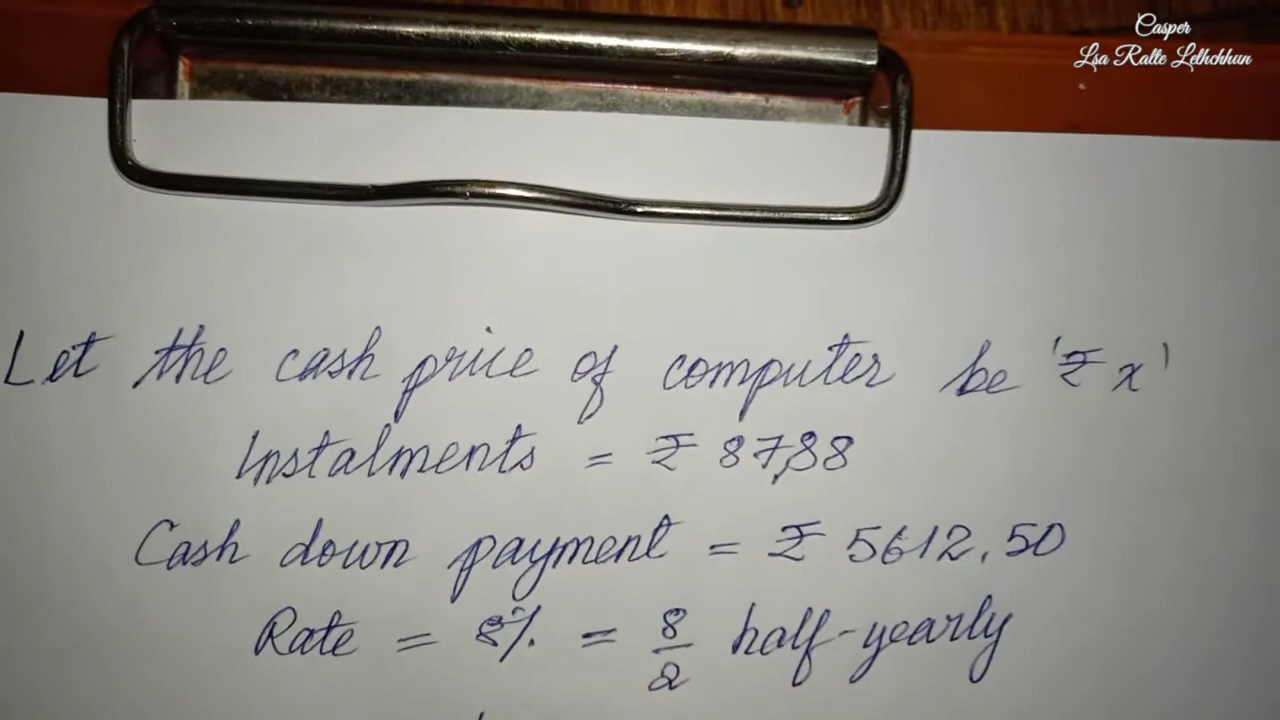 Casper
Lsa Ralte Lethchhun
Let the cash price of computer be '₹ x'
Instalments = ₹ 8788
Cash down payment = ₹ 5612.50
Rate = 8% = 8/2 half-yearly